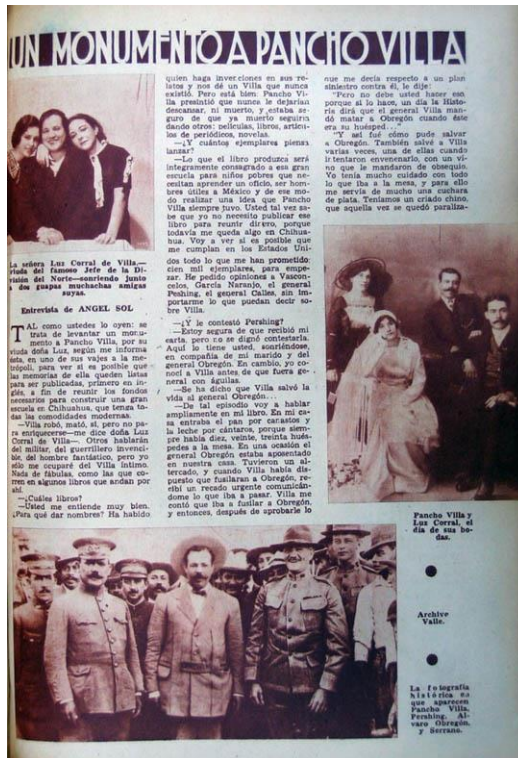 UN MONUMENTO A PANCHO VILLA
La señora Luz Corral de Villa,—
viuda del famoso Jefe de la Di-
visión del Norte—sonriendo junto
a dos guapas muchachas amigas
suyas.
Entrevista de ANGEL SOL
TAL como ustedes lo oyen: se
trata de levantar un monu-
mento a Pancho Villa, por su
viuda doña Luz, según me informa
ésta, en uno de sus viajes a la me-
trópoli, para ver si es posible que
las memorias de ella queden listas
para ser publicadas, primero en in-
glés, a fin de reunir los fondos
necesarios para construir una gran
escuela en Chihuahua, que tenga to-
das las comodidades modernas.
—Villa robó, mató, sí, pero no pa-
ra enriquecerse—me dice doña Luz
Corral de Villa—. Otros hablarán
del militar, del guerrillero invenci-
ble, del hombre fantástico, pero yo
sólo me ocuparé del Villa íntimo.
Nada de fábulas, como las que co-
rren en algunos libros que andan por
ahí.
—¿Cuáles libros?
—Usted me entiende muy bien.
¿Para qué dar nombres? Ha habido
quien haga invenciones en sus re-
latos y nos dé un Villa que nunca
existió. Pero está bien. Pancho Vi-
lla presintió que nunca le dejarían
descansar, ni muerto, y estaba se-
guro de que ya muerto seguiría
dando otros: películas, libros, artícu-
los de periódicos, novelas.
—¿Y cuántos ejemplares piensa
lanzar?
—Lo que el libro produzca será
íntegramente consagrado a esa gran
escuela para niños pobres que ne-
cesitan aprender un oficio, ser hom-
bres útiles a México y de ese mo-
do realizar una idea que Pancho
Villa siempre tuvo. Usted tal vez sa-
be que yo no necesito publicar ese
libro para reunir dinero, porque
todavía me queda algo en Chihua-
hua. Voy a ver si es posible que
me cumplan en los Estados Uni-
dos todo lo que me han prometido:
cien mil ejemplares, para empe-
zar. He pedido opiniones a Vascon-
celos, García Naranjo, el general
Peshing, el general Calles, sin im-
portarme lo que puedan decir so-
bre Villa.
—¿Y le contestó Pershing?
—Estoy segura de que recibió mi
carta, pero no se dignó contestarla.
Aquí lo tiene usted, sonriéndose,
en compañía de mi marido y del
general Obregón. En cambio, yo co-
nocí a Villa antes de que fuera ge-
neral con águilas.
—Se ha dicho que Villa salvó la
vida al general Obregón...
—De tal episodio voy a hablar
ampliamente en mi libro. En mi ca-
sa entraba el pan por canastos y
la leche por cántaros, porque siem-
pre había diez, veinte, treinta hués-
pedes a la mesa. En una ocasión el
general Obregón estaba aposentado
en nuestra casa. Tuvieron un al-
tercado, y cuando Villa había dis-
puesto que fusilaran a Obregón, re-
cibí un recado urgente comunicán-
dome lo que iba a pasar. Villa me
contó que iba a fusilar a Obregón,
y entonces, después de aprobarle lo
que me decía respecto a un plan
siniestro contra él, le dije:
"Pero no debe usted hacer eso,
porque si lo hace, un día la Histo-
ria dirá que el general Villa man-
dó matar a Obregón cuando éste
era su huésped..."
"Y así fué cómo pude salvar
a Obregón. También salvé a Villa
varias veces, una de ellas cuando
intentaron envenenarlo, con un vi-
no que le mandaron de obsequio.
Yo tenía mucho cuidado con todo
lo que iba a la mesa, y para ello
me servía de mucho una cuchara
de plata. Teníamos un criado chino,
que aquella vez se quedó paraliza-
Pancho Villa y
Luz Corral, el
día de sus bo-
das.
Archivo
Valle.
La fotografía
histórica en
que aparecen
Pancho Villa,
Pershing, Al-
varo Obregón,
y Serrano.